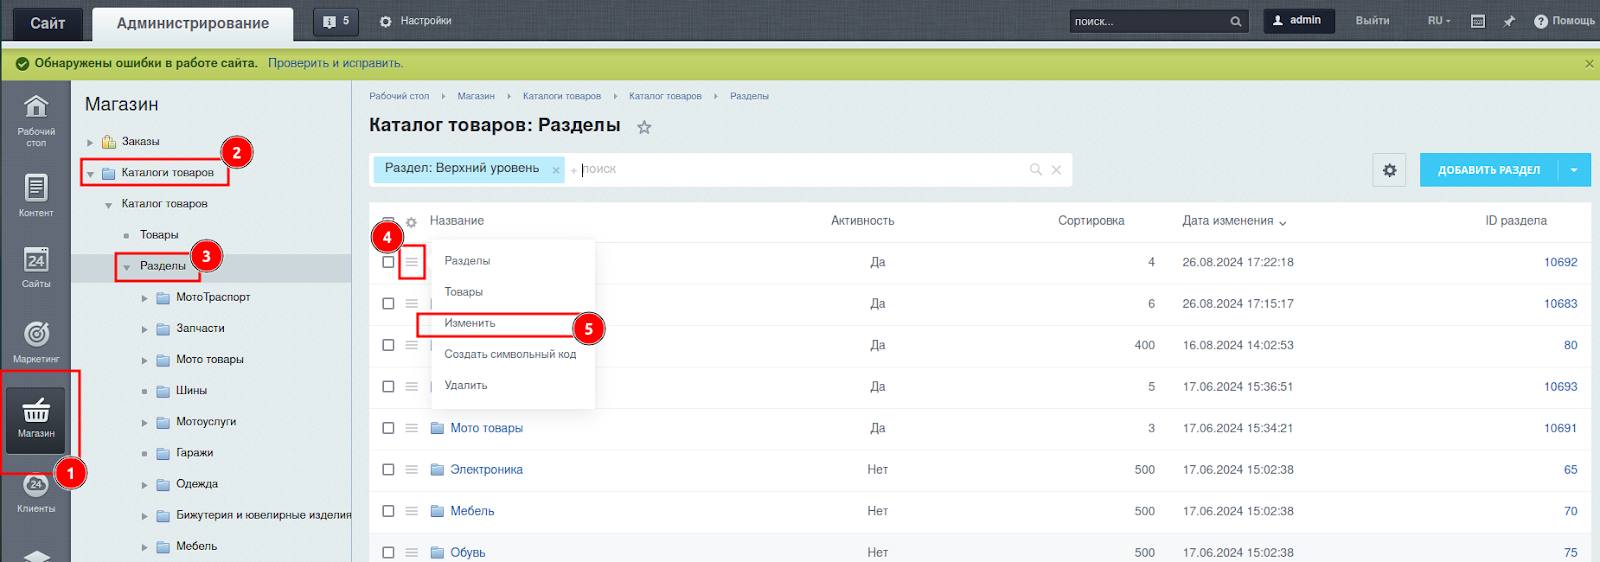 Сайт
Администрирование
5
Настройки
поиск...
admin
Выйти
RU
Помощь
Обнаружены ошибки в работе сайта. Проверить и исправить.
Рабочий стол
Контент
24
Сайты
Маркетинг
Магазин
1
24
Клиенты
Магазин
Заказы
2
Каталоги товаров
Каталог товаров
Товары
3
Разделы
МотоТраспорт
Запчасти
Мото товары
Шины
Мотоуслуги
Гаражи
Одежда
Бижутерия и ювелирные изделия
Мебель
Рабочий стол Магазин Каталоги товаров Каталог товаров Разделы
Каталог товаров: Разделы
Раздел: Верхний уровень × + поиск
ДОБАВИТЬ РАЗДЕЛ
Название Активность Сортировка Дата изменения ID раздела
4
Разделы
Товары
Изменить
5
Создать символьный код
Удалить
Да 4 26.08.2024 17:22:18 10692
Да 6 26.08.2024 17:15:17 10683
Да 400 16.08.2024 14:02:53 80
Да 5 17.06.2024 15:36:51 10693
Мото товары Да 3 17.06.2024 15:34:21 10691
Электроника Нет 500 17.06.2024 15:02:38 65
Мебель Нет 500 17.06.2024 15:02:38 70
Обувь Нет 500 17.06.2024 15:02:38 75